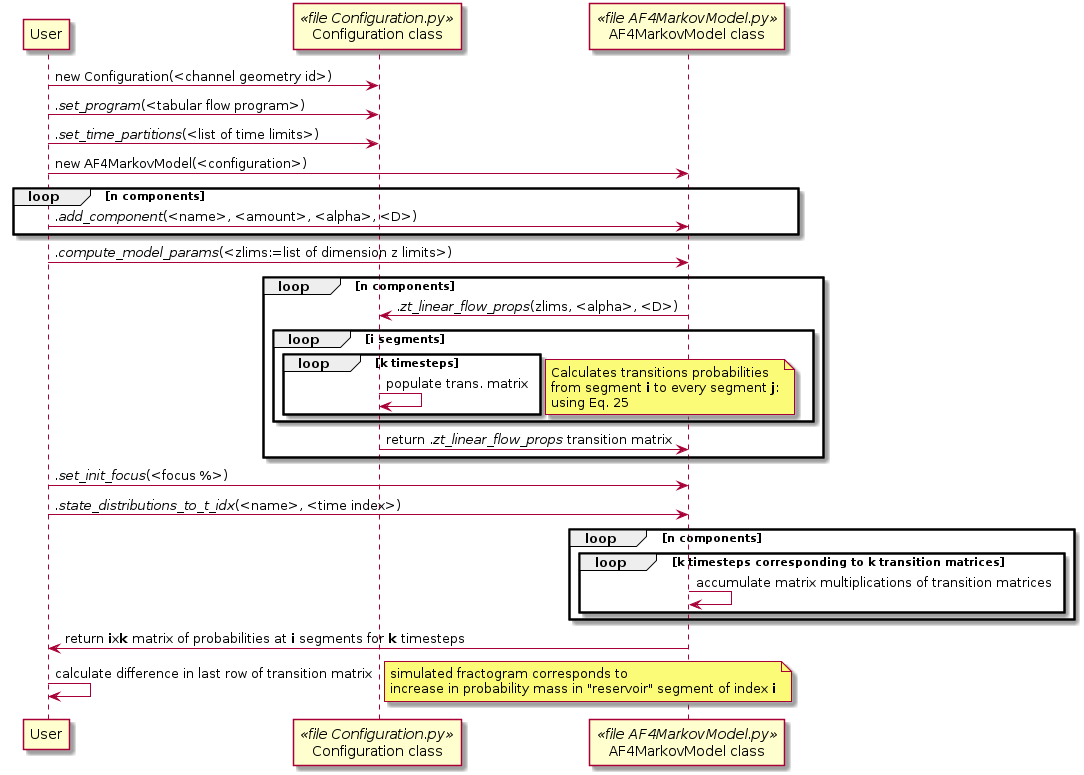 User
«file Configuration.py»
Configuration class
«file AF4MarkovModel.py»
AF4MarkovModel class
new Configuration(<channel geometry id>)
.set_program(<tabular flow program>)
.set_time_partitions(<list of time limits>)
new AF4MarkovModel(<configuration>)
loop [n components]
.add_component(<name>, <amount>, <alpha>, <D>)
.compute_model_params(<zlims:=list of dimension z limits>)
loop [n components]
.zt_linear_flow_props(zlims, <alpha>, <D>)
loop [i segments]
loop [k timesteps]
populate trans. matrix
Calculates transitions probabilities
from segment i to every segment j:
using Eq. 25
return .zt_linear_flow_props transition matrix
.set_init_focus(<focus %>)
.state_distributions_to_t_idx(<name>, <time index>)
loop [n components]
loop [k timesteps corresponding to k transition matrices]
accumulate matrix multiplications of transition matrices
return ixk matrix of probabilities at i segments for k timesteps
calculate difference in last row of transition matrix
simulated fractogram corresponds to
increase in probability mass in "reservoir" segment of index i
User
«file Configuration.py»
Configuration class
«file AF4MarkovModel.py»
AF4MarkovModel class